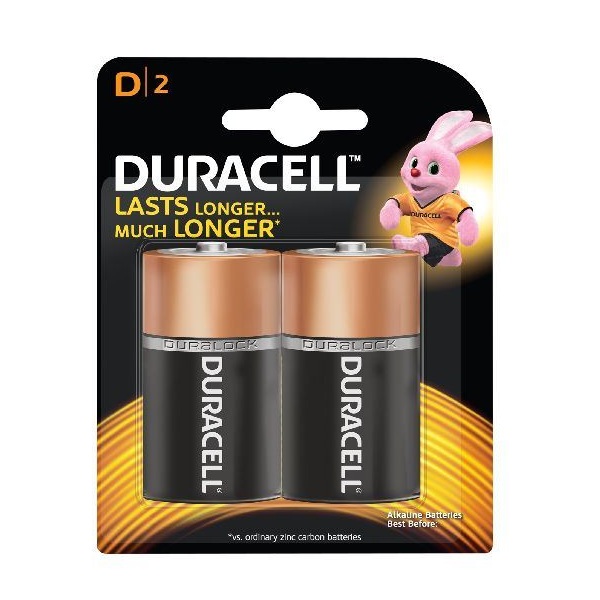 D|2
DURACELL™
LASTS LONGER...
MUCH LONGER*
DURACELL
DURALOCK
DURALOCK
DURACELL
DURACELL
Alkaline Batteries
Best Before:
*vs. ordinary zinc carbon batteries